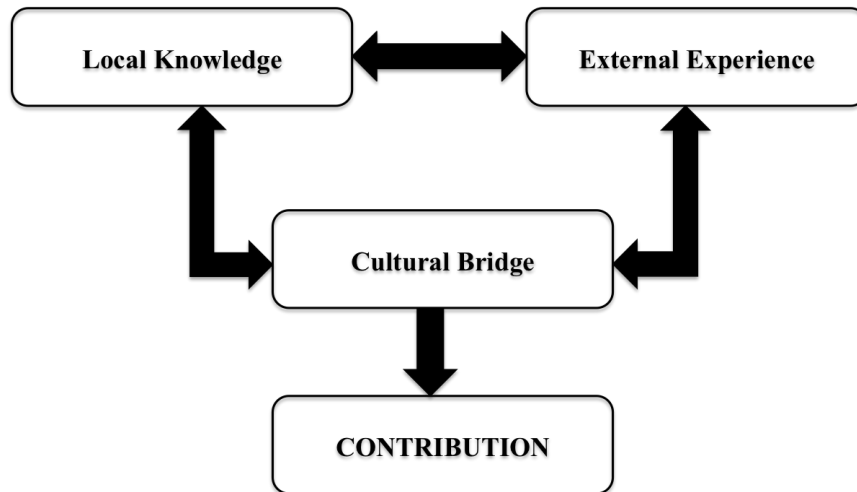 Local Knowledge
External Experience
Cultural Bridge
CONTRIBUTION